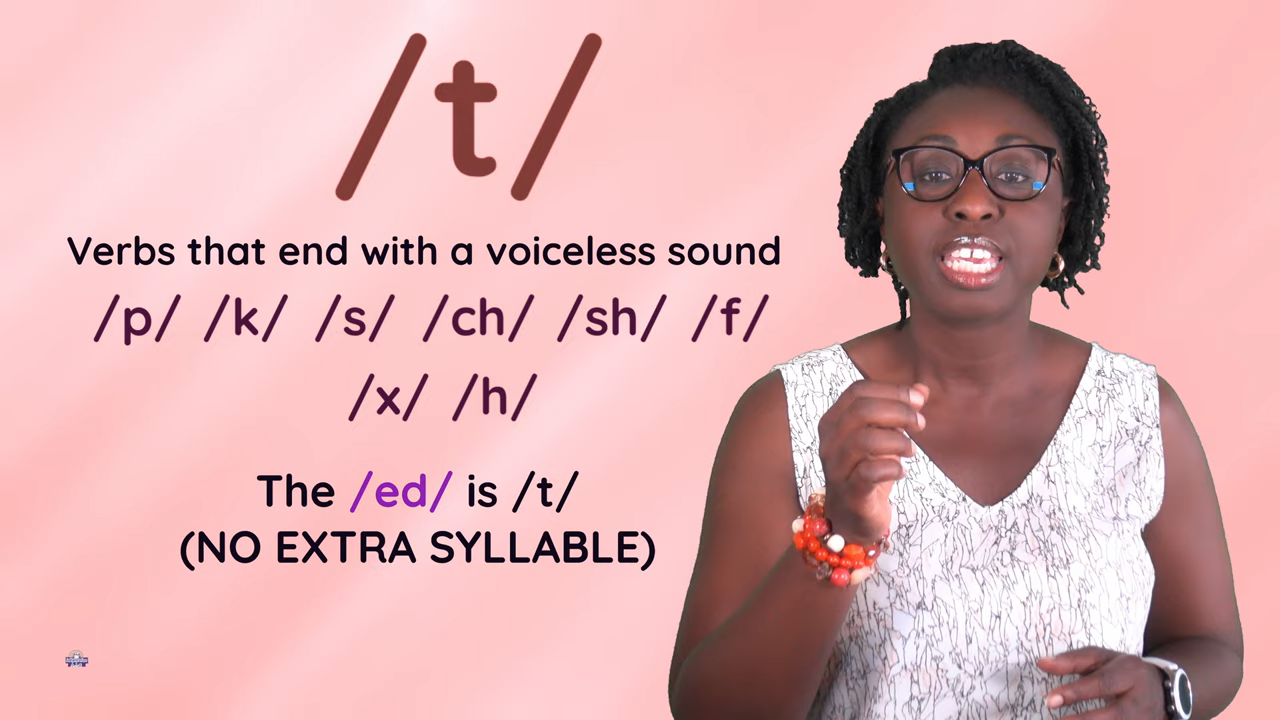 /t/
Verbs that end with a voiceless sound
/p/ /k/ /s/ /ch/ /sh/ /f/
/x/ /h/
The /ed/ is /t/
(NO EXTRA SYLLABLE)